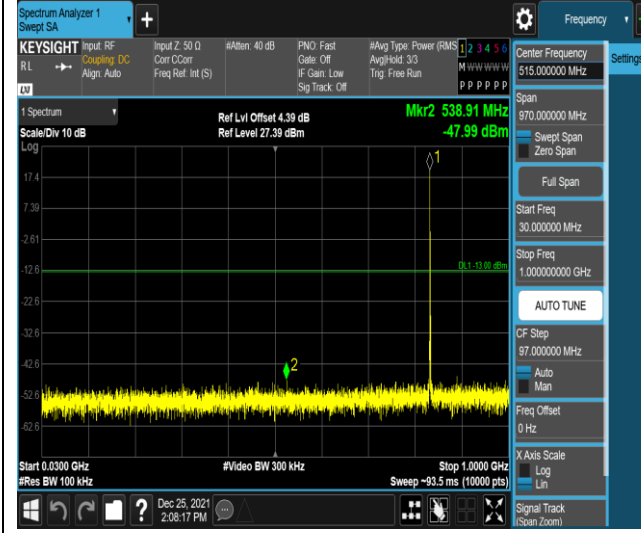 Spectrum Analyzer 1
Swept SA
+
Frequency
KEYSIGHT
RL
LXI
Input: RF
Coupling: DC
Align: Auto
Input Z: 50 Ω
Corr CCorr
Freq Ref: Int (S)
#Atten: 40 dB
PNO: Fast
Gate: Off
IF Gain: Low
Sig Track: Off
#Avg Type: Power (RMS
Avg|Hold: 3/3
Trig: Free Run
1 2 3 4 5 6
M W W W W W
P P P P P P
1 Spectrum
Scale/Div 10 dB
Log
Ref Lvl Offset 4.39 dB
Ref Level 27.39 dBm
Mkr2 538.91 MHz
-47.99 dBm
1
17.4
7.39
-2.61
-12.6
DL1 -13.00 dBm
-22.6
-32.6
-42.6
2
-52.6
-62.6
Start 0.0300 GHz
#Res BW 100 kHz
#Video BW 300 kHz
Stop 1.0000 GHz
Sweep ~93.5 ms (10000 pts)
?
Dec 25, 2021
2:08:17 PM
Center Frequency
515.000000 MHz
Settings
Span
970.000000 MHz
Swept Span
Zero Span
Full Span
Start Freq
30.000000 MHz
Stop Freq
1.000000000 GHz
AUTO TUNE
CF Step
97.000000 MHz
Auto
Man
Freq Offset
0 Hz
X Axis Scale
Log
Lin
Signal Track
(Span Zoom)